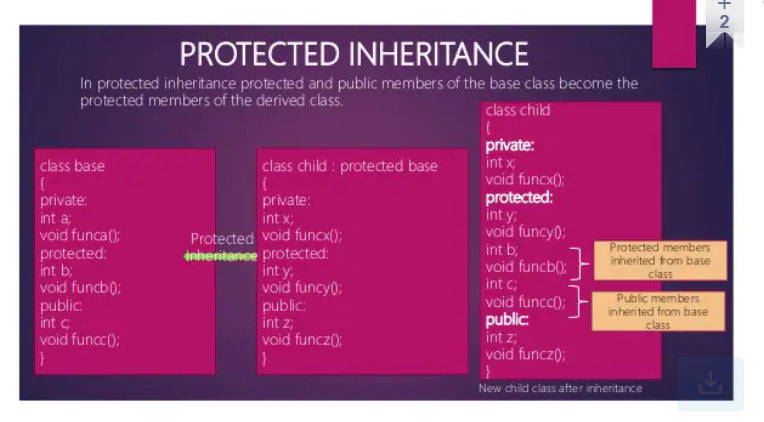 +
2
PROTECTED INHERITANCE
In protected inheritance protected and public members of the base class become the
protected members of the derived class.
class base
{
private:
int a;
void funca();
protected:
int b;
void funcb();
public:
int c;
void funcc();
}
Protected
Inheritance
class child : protected base
{
private:
int x;
void funcx();
protected:
int y;
void funcy();
public:
int z;
void funcz();
}
class child
{
private:
int x;
void funcx();
protected:
int y;
void funcy();
int b;
void funcb();
int c;
void funcc();
public:
int z;
void funcz();
}
Protected members
inherited from base
class
Public members
inherited from base
class
New child class after inheritance